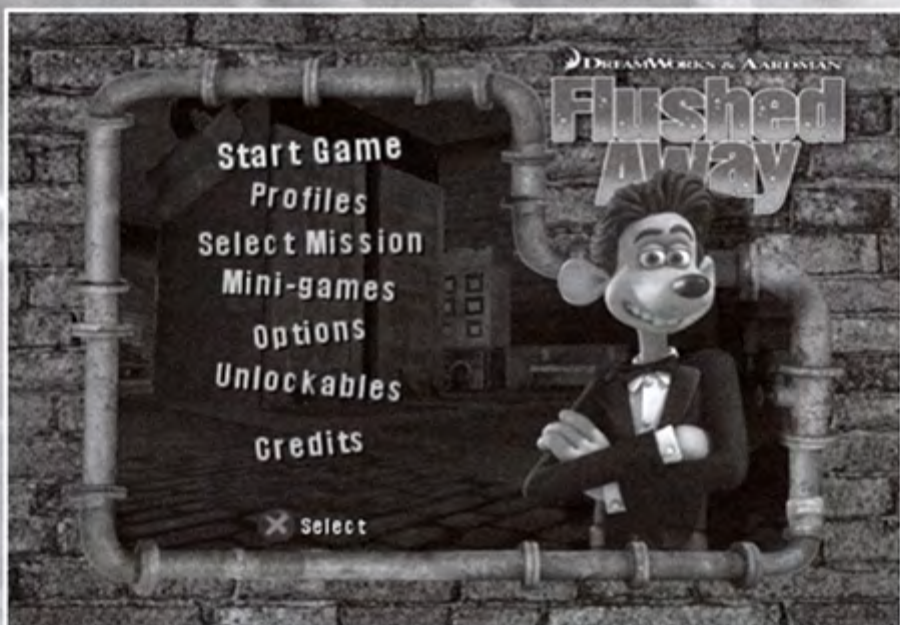 DREAMWORKS & AARDMAN
Flushed
Away
Start Game
Profiles
Select Mission
Mini-games
Options
Unlockables
Credits
Select